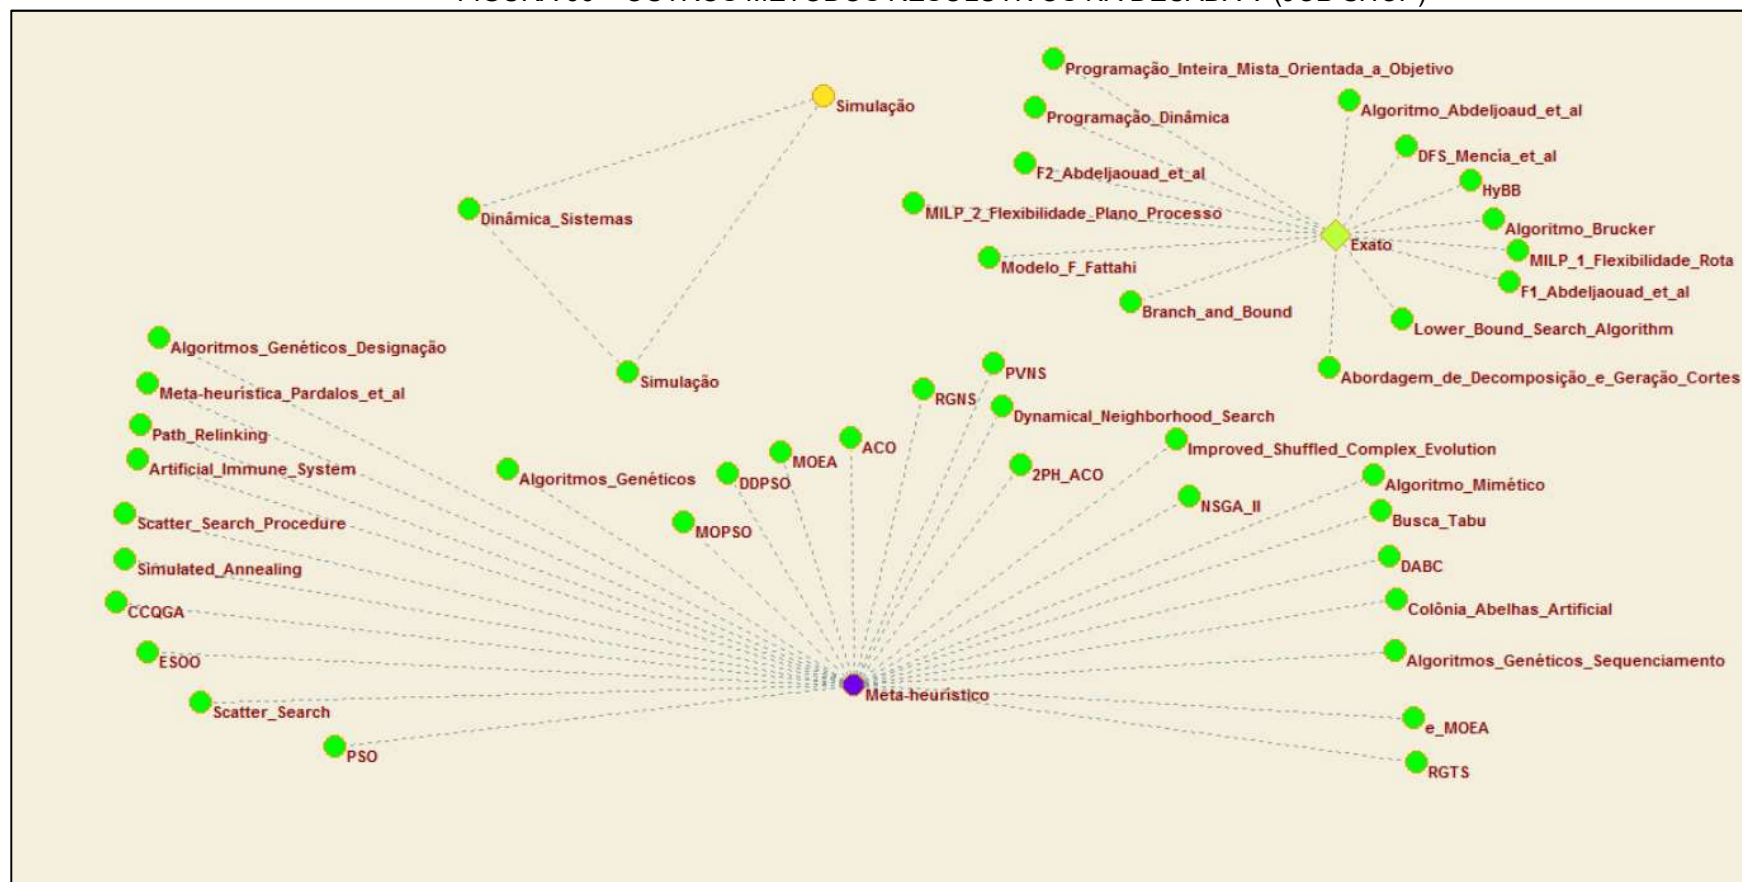 Programação_Inteira_Mista_Orientada_a_Objetivo
Simulação
Algoritmo_Abdeljoaud_et_al
Programação_Dinâmica
DFS_Mencía_et_al
F2_Abdeljaouad_et_al
HyBB
MILP_2_Flexibilidade_Plano_Processo
Dinâmica_Sistemas
Algoritmo_Brucker
Exato
MILP_1_Flexibilidade_Rota
Modelo_F_Fattahi
F1_Abdeljaouad_et_al
Branch_and_Bound
Lower_Bound_Search_Algorithm
Algoritmos_Genéticos_Designação
PVNS
Abordagem_de_Decomposição_e_Geração_Cortes
Simulação
Meta-heurística_Pardalos_et_al
RGNS
Dynamical_Neighborhood_Search
Path_Relinking
ACO
Improved_Shuffled_Complex_Evolution
MOEA
Artificial_Immune_System
2PH_ACO
Algoritmos_Genéticos
DDPSO
Algoritmo_Mimético
NSGA_II
Busca_Tabu
Scatter_Search_Procedure
MOPSO
DABC
Simulated_Annealing
CCQGA
Colônia_Abelhas_Artificial
ESOO
Algoritmos_Genéticos_Sequenciamento
Meta-heurístico
Scatter_Search
e_MOEA
PSO
RGTS